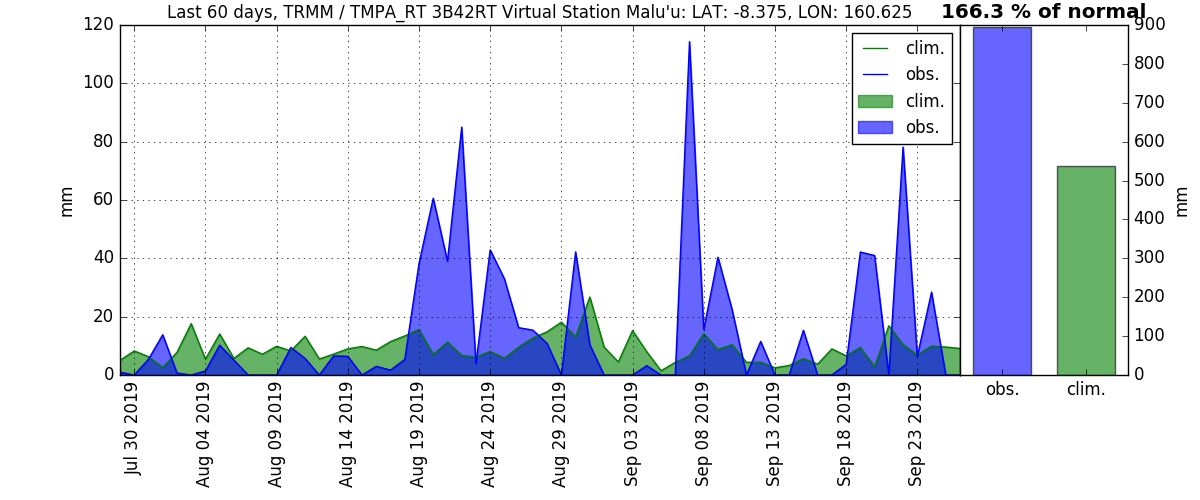 Last 60 days, TRMM / TMPA_RT 3B42RT Virtual Station Malu'u: LAT: -8.375, LON: 160.625
166.3 % of normal
120
100
80
60
40
20
0
mm
clim.
obs.
clim.
obs.
900
800
700
600
500
400
300
200
100
0
mm
Jul 30 2019
Aug 04 2019
Aug 09 2019
Aug 14 2019
Aug 19 2019
Aug 24 2019
Aug 29 2019
Sep 03 2019
Sep 08 2019
Sep 13 2019
Sep 18 2019
Sep 23 2019
obs.
clim.